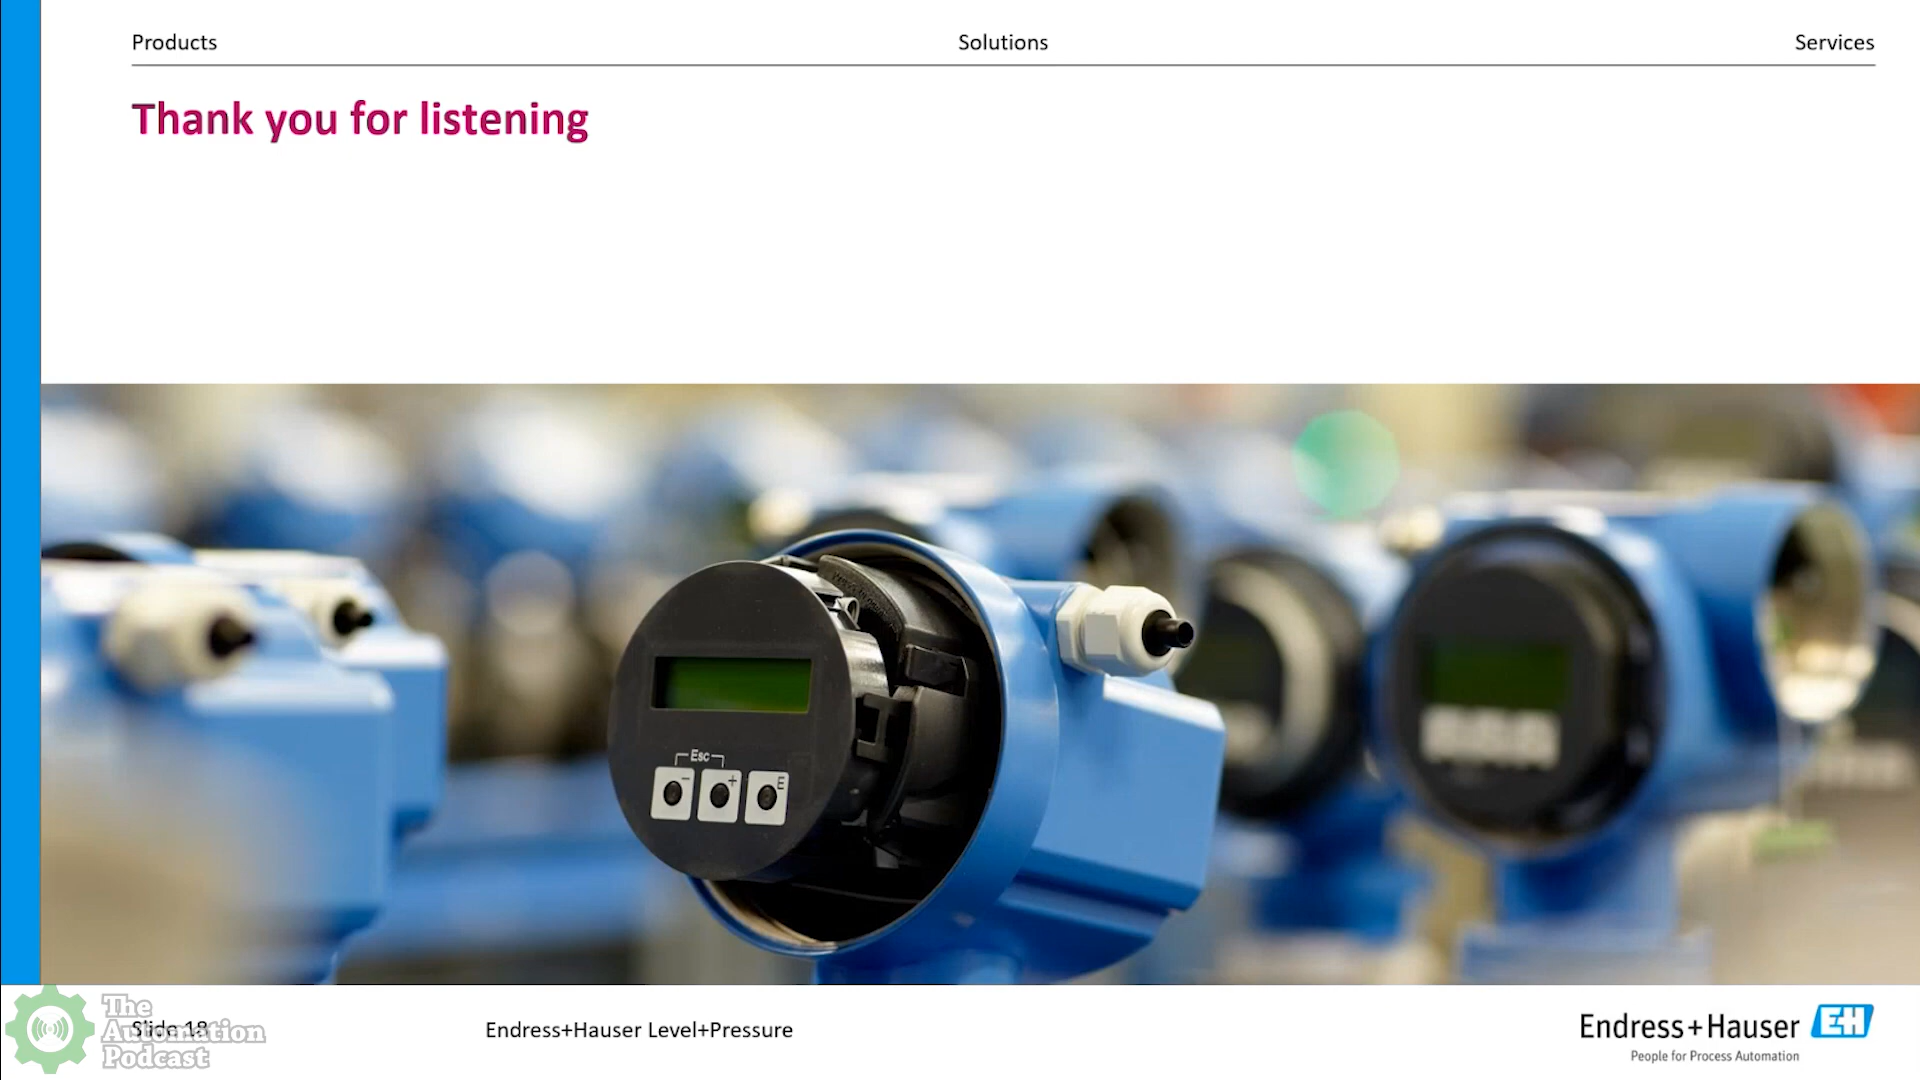 Products Solutions Services
Thank you for listening
Esc
- + E
The
Automation
Podcast
Slide 18
Endress+Hauser Level+Pressure
Endress+Hauser EH
People for Process Automation